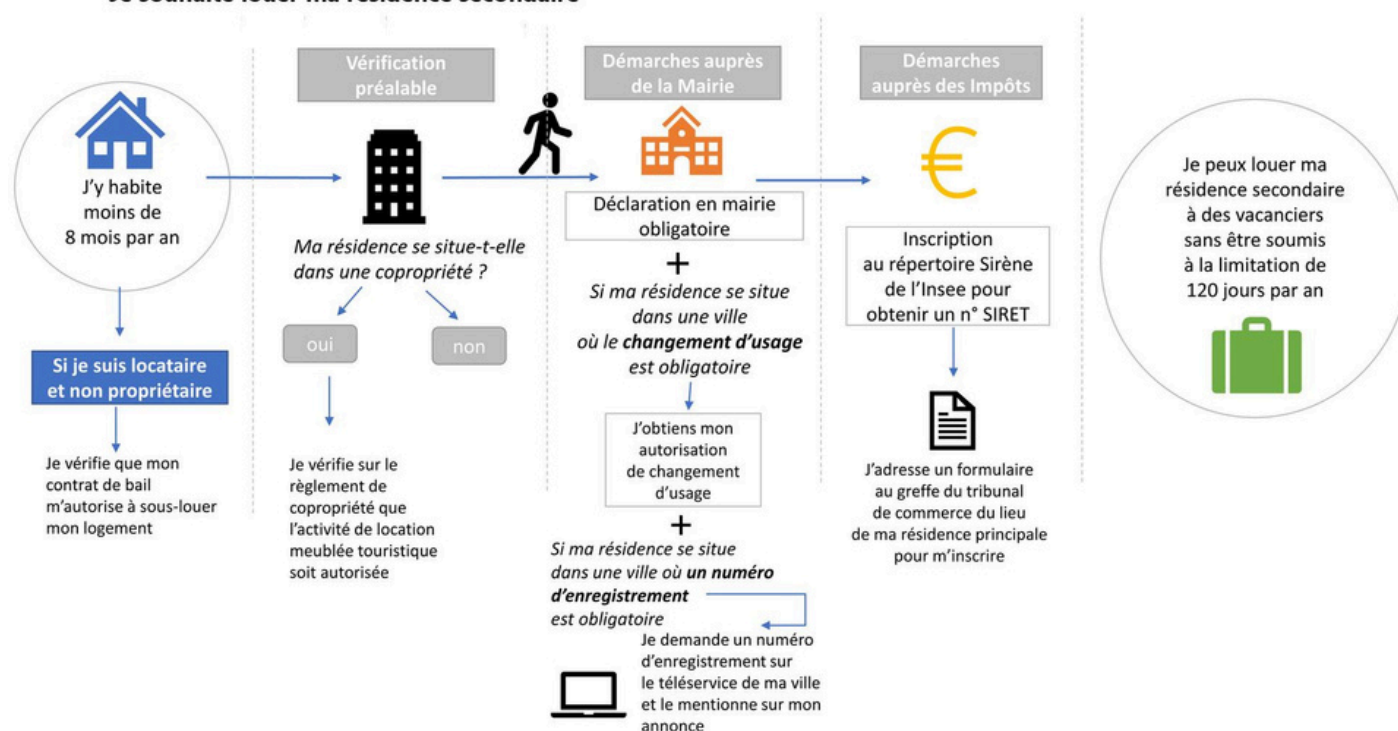 Je souhaite louer ma résidence secondaire
J'y habite
moins de
8 mois par an
Si je suis locataire
et non propriétaire
Je vérifie que mon
contrat de bail
m'autorise à sous-louer
mon logement
Vérification
préalable
Ma résidence se situe-t-elle
dans une copropriété ?
oui
non
Je vérifie sur le
règlement de
copropriété que
l'activité de location
meublée touristique
soit autorisée
Démarches auprès
de la Mairie
Déclaration en mairie
obligatoire
+
Si ma résidence se situe
dans une ville
où le changement d'usage
est obligatoire
J'obtiens mon
autorisation
de changement
d'usage
+
Si ma résidence se situe
dans une ville où un numéro
d'enregistrement
est obligatoire
Je demande un numéro
d'enregistrement sur
le téléservice de ma ville
et le mentionne sur mon
annonce
Démarches
auprès des Impôts
€
Inscription
au répertoire Sirène
de l'Insee pour
obtenir un n° SIRET
J'adresse un formulaire
au greffe du tribunal
de commerce du lieu
de ma résidence principale
pour m'inscrire
Je peux louer ma
résidence secondaire
à des vacanciers
sans être soumis
à la limitation de
120 jours par an